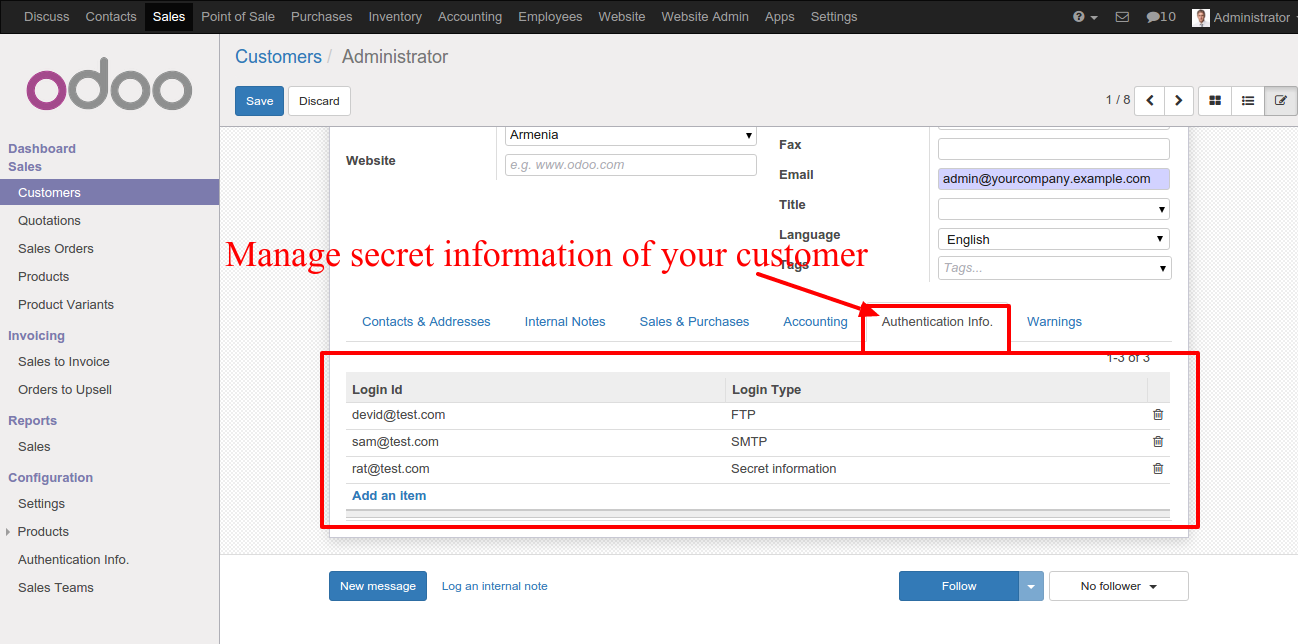 Discuss Contacts Sales Point of Sale Purchases Inventory Accounting Employees Website Website Admin Apps Settings 10 Administrator
odoo
Customers / Administrator
Save Discard
1 / 8
Dashboard
Sales
Customers
Quotations
Sales Orders
Products
Product Variants
Invoicing
Sales to Invoice
Orders to Upsell
Reports
Sales
Configuration
Settings
Products
Authentication Info.
Sales Teams
Armenia
Website e.g. www.odoo.com
Fax
Email admin@yourcompany.example.com
Title
Language English
Tags Tags...
Manage secret information of your customer
Contacts & Addresses Internal Notes Sales & Purchases Accounting Authentication Info. Warnings
1-3 of 3
Login Id Login Type
devid@test.com FTP
sam@test.com SMTP
rat@test.com Secret information
Add an item
New message Log an internal note Follow No follower